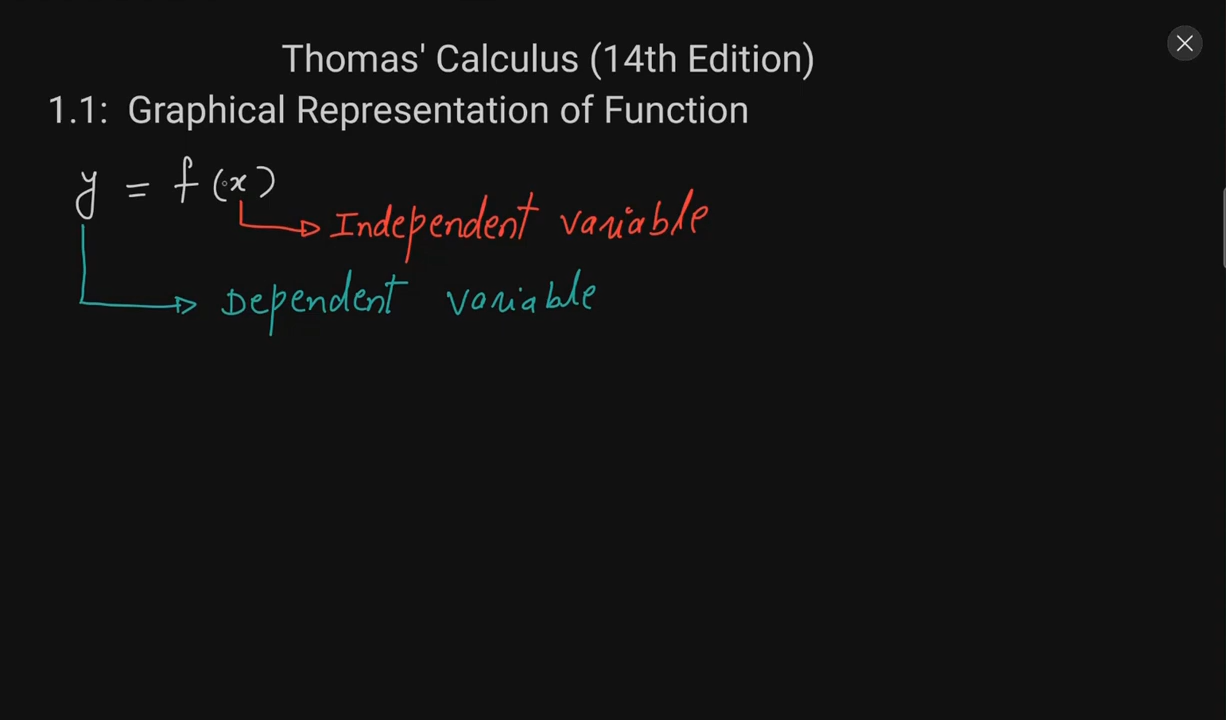 Thomas' Calculus (14th Edition)
1.1: Graphical Representation of Function
y = f(x)
Independent variable
Dependent variable